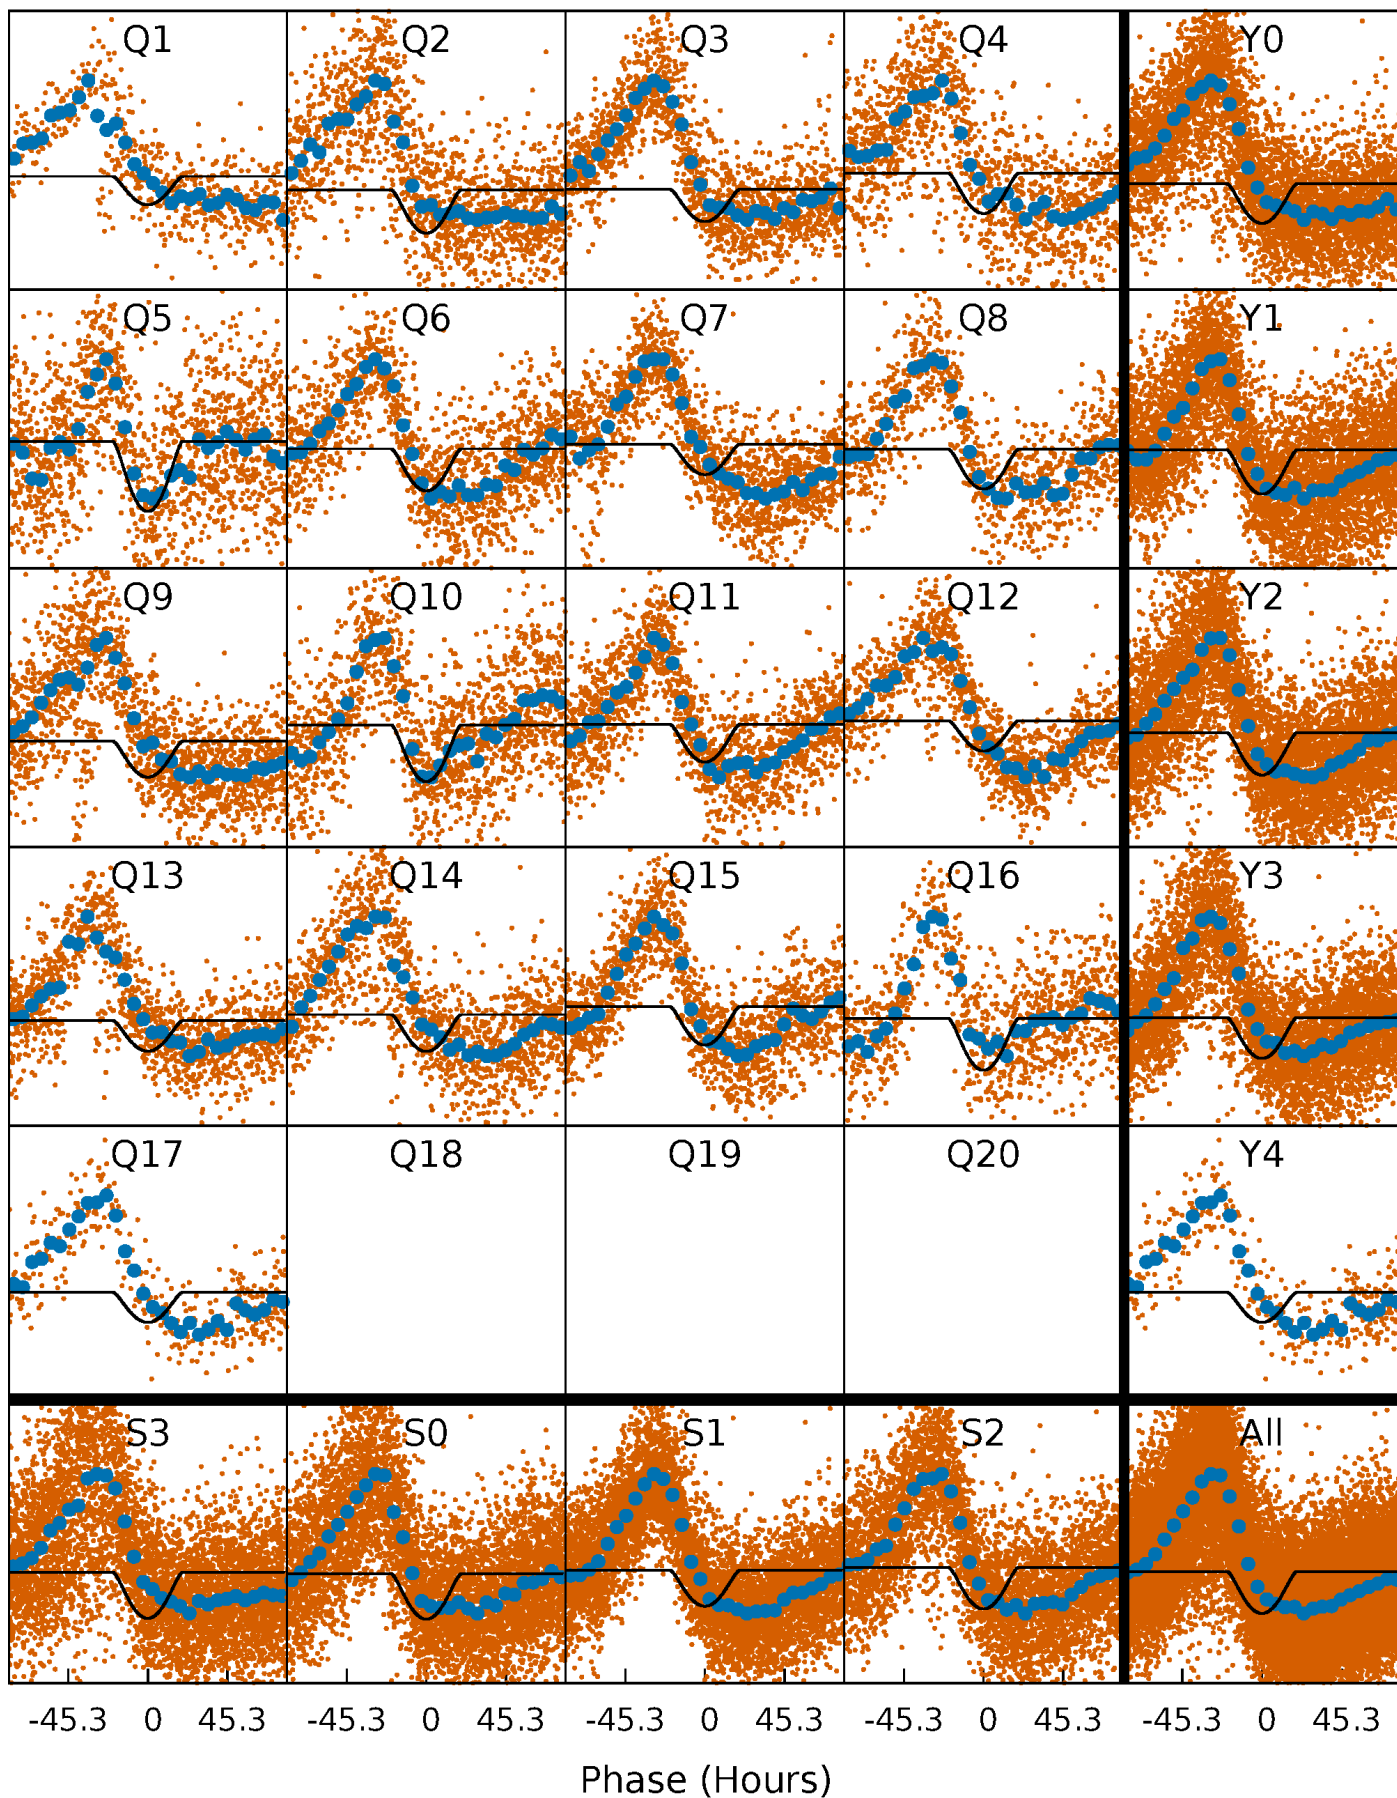 Q1 Q2 Q3 Q4 Y0
Q5 Q6 Q7 Q8 Y1
Q9 Q10 Q11 Q12 Y2
Q13 Q14 Q15 Q16 Y3
Q17 Q18 Q19 Q20 Y4
S3 S0 S1 S2 All
-45.3 0 45.3 -45.3 0 45.3 -45.3 0 45.3 -45.3 0 45.3 -45.3 0 45.3
Phase (Hours)